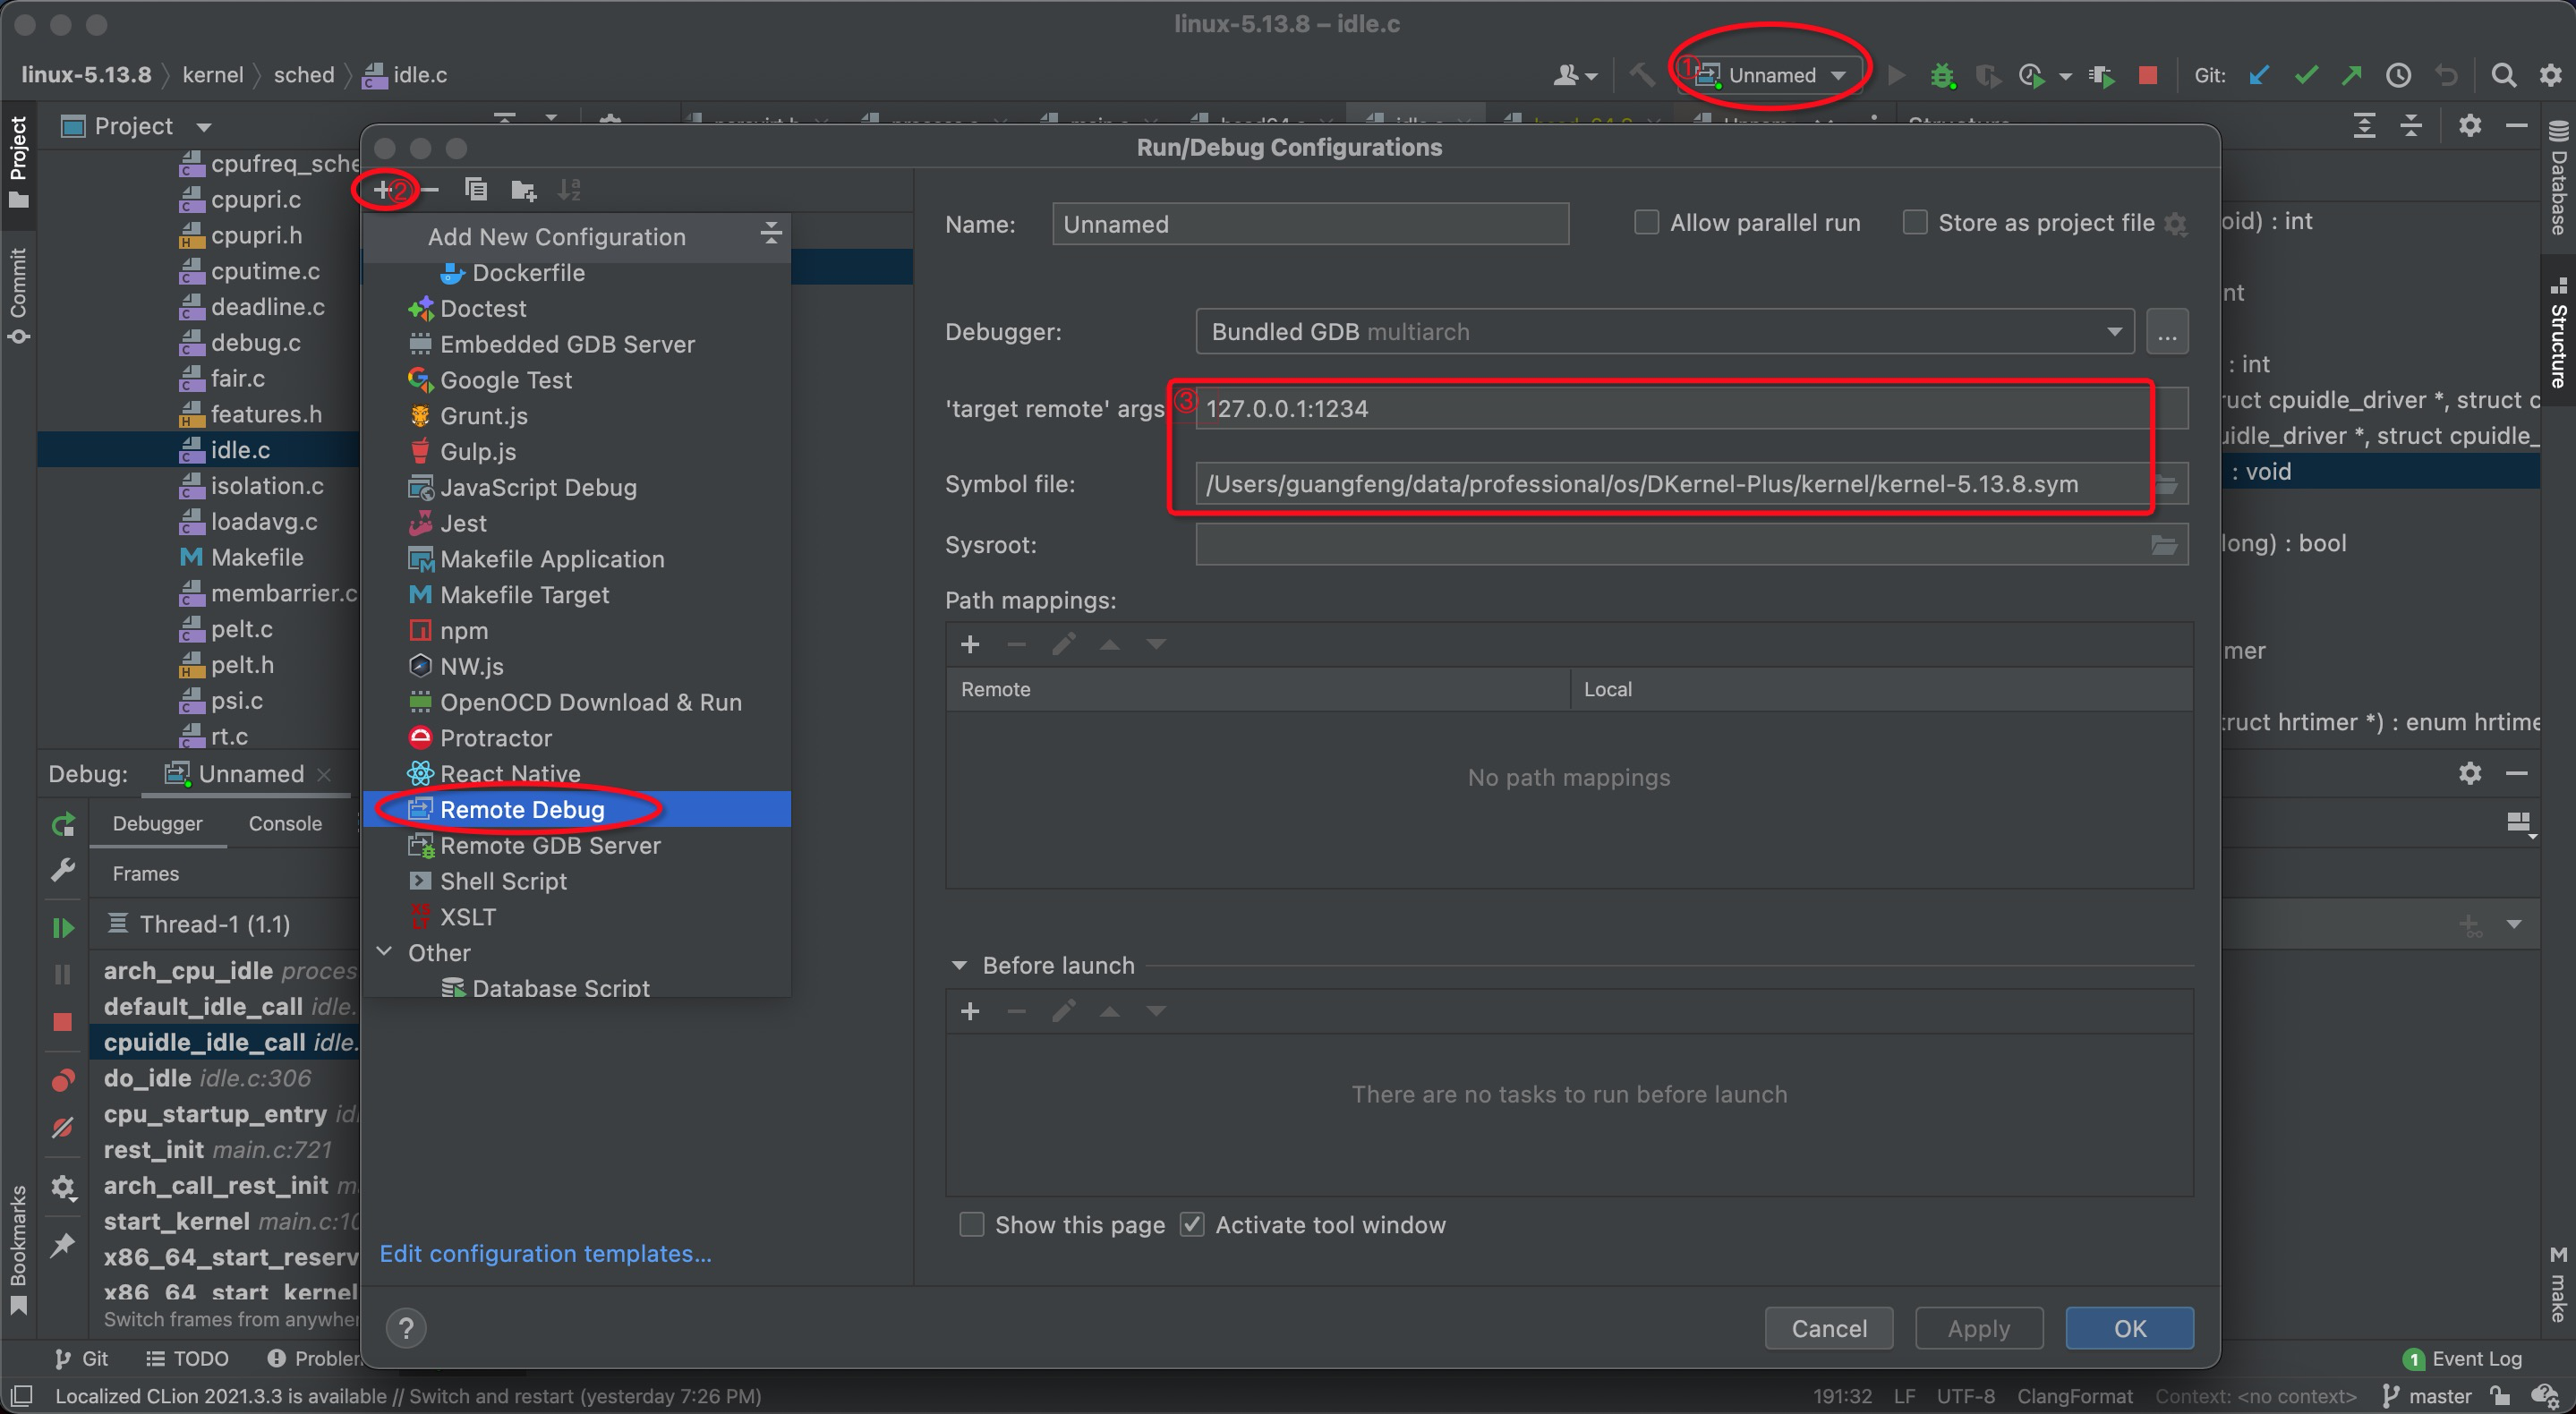 linux-5.13.8 – idle.c
linux-5.13.8 〉 kernel 〉 sched 〉 idle.c
① Unnamed
Git:
Project
cpufreq_sche
cpupri.c
cpupri.h
cputime.c
deadline.c
debug.c
fair.c
features.h
idle.c
isolation.c
loadavg.c
Makefile
membarrier.c
pelt.c
pelt.h
psi.c
rt.c
Project
Commit
Bookmarks
Run/Debug Configurations
②
Add New Configuration
Dockerfile
Doctest
Embedded GDB Server
Google Test
Grunt.js
Gulp.js
JavaScript Debug
Jest
Makefile Application
Makefile Target
npm
NW.js
OpenOCD Download & Run
Protractor
React Native
Remote Debug
Remote GDB Server
Shell Script
XSLT
Other
Database Script
Edit configuration templates...
Name: Unnamed
Allow parallel run
Store as project file
Debugger: Bundled GDB multiarch ...
'target remote' args ③ 127.0.0.1:1234
Symbol file: /Users/guangfeng/data/professional/os/DKernel-Plus/kernel/kernel-5.13.8.sym
Sysroot:
Path mappings:
Remote Local
No path mappings
Before launch
There are no tasks to run before launch
Show this page Activate tool window
? Cancel Apply OK
oid) : int
nt
: int
ruct cpuidle_driver *, struct c
uidle_driver *, struct cpuidle_
: void
long) : bool
mer
truct hrtimer *) : enum hrtime
Database
Structure
make
Debug: Unnamed
Debugger Console
Frames
Thread-1 (1.1)
arch_cpu_idle proces
default_idle_call idle.
cpuidle_idle_call idle.
do_idle idle.c:306
cpu_startup_entry idl
rest_init main.c:721
arch_call_rest_init m
start_kernel main.c:10
x86_64_start_reserv
x86_64_start_kernel
Switch frames from anywhe
Git TODO Problem
1 Event Log
Localized CLion 2021.3.3 is available // Switch and restart (yesterday 7:26 PM)
191:32 LF UTF-8 ClangFormat Context: <no context> master